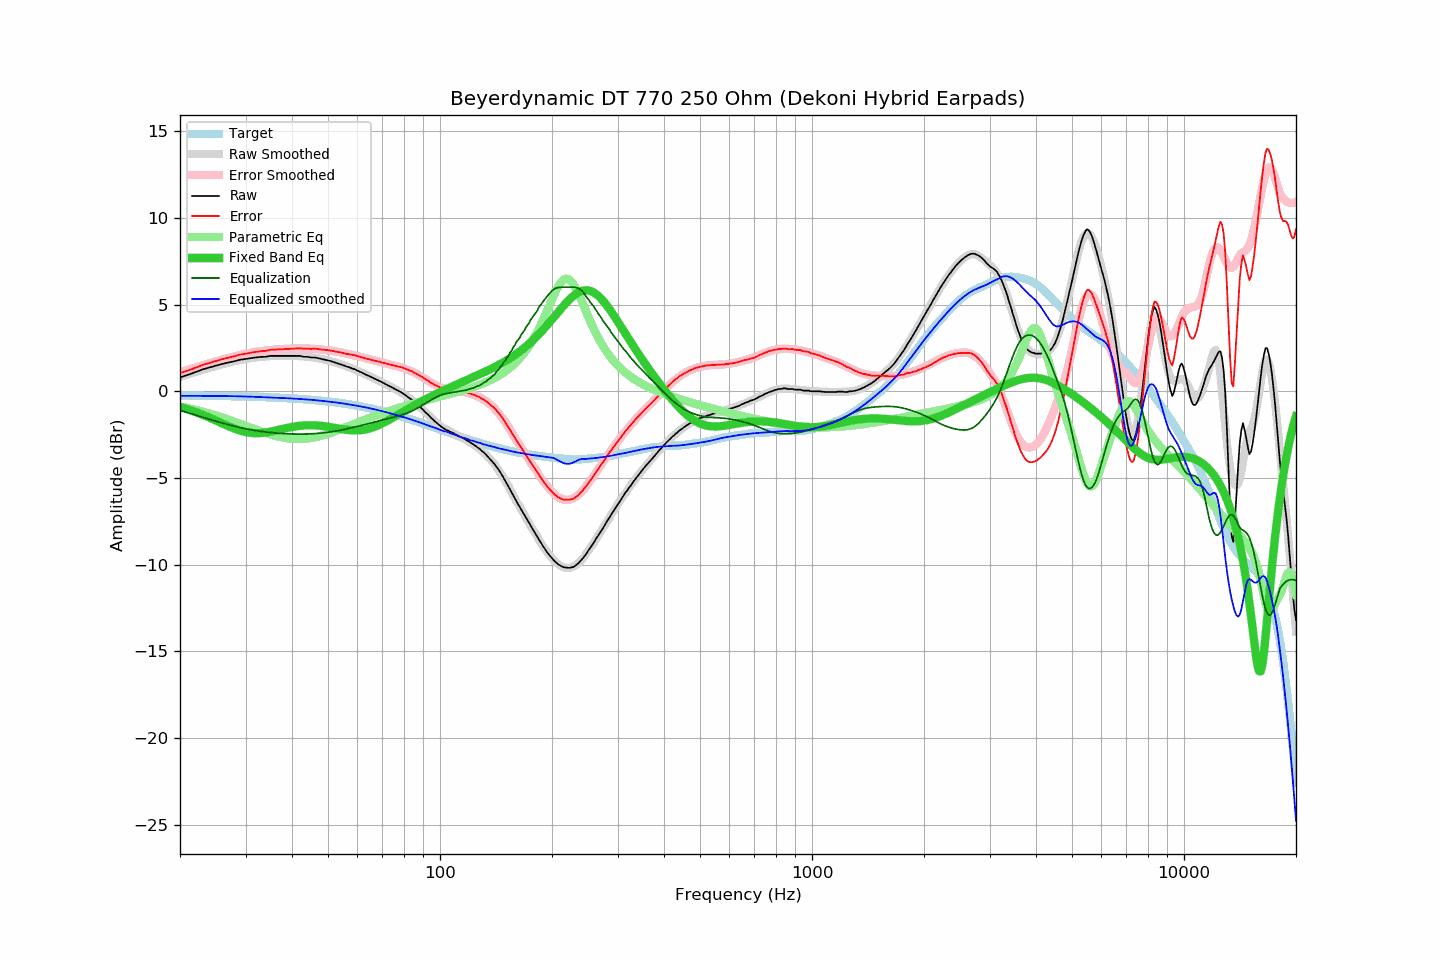 Beyerdynamic DT 770 250 Ohm (Dekoni Hybrid Earpads)
Target
Raw Smoothed
Error Smoothed
Raw
Error
Parametric Eq
Fixed Band Eq
Equalization
Equalized smoothed
15
10
5
0
−5
−10
−15
−20
−25
Amplitude (dBr)
100
1000
10000
Frequency (Hz)